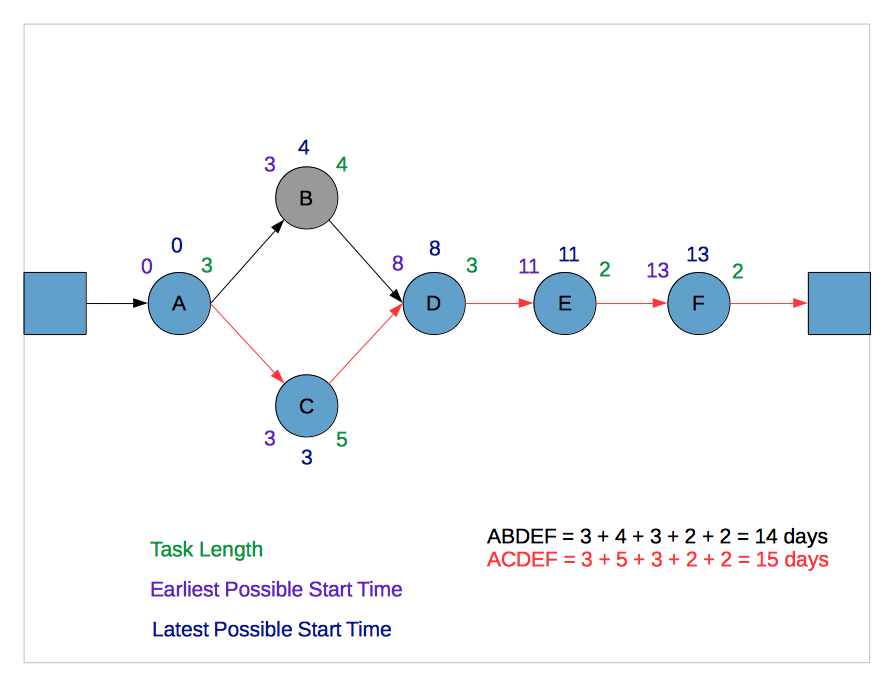 4
3 4
B
0 8 11 13
0 3 8 3 11 2 13 2
A D E F
C
3 5
3
ABDEF = 3 + 4 + 3 + 2 + 2 = 14 days
Task Length
ACDEF = 3 + 5 + 3 + 2 + 2 = 15 days
Earliest Possible Start Time
Latest Possible Start Time